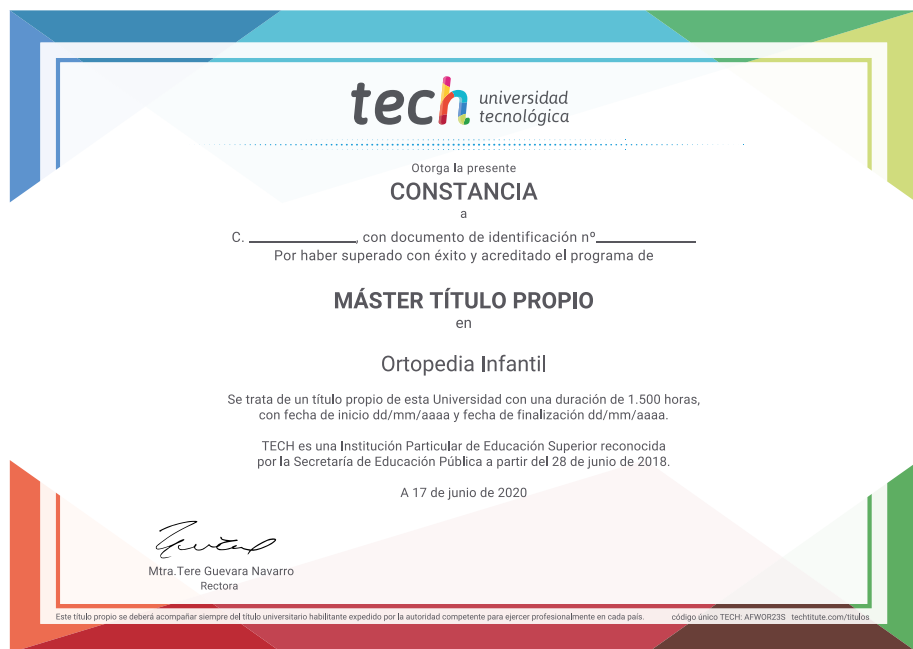 tech universidad
tecnológica
Otorga la presente
CONSTANCIA
a
C. ____________, con documento de identificación nº____________
Por haber superado con éxito y acreditado el programa de
MÁSTER TÍTULO PROPIO
en
Ortopedia Infantil
Se trata de un título propio de esta Universidad con una duración de 1.500 horas,
con fecha de inicio dd/mm/aaaa y fecha de finalización dd/mm/aaaa.
TECH es una Institución Particular de Educación Superior reconocida
por la Secretaría de Educación Pública a partir del 28 de junio de 2018.
A 17 de junio de 2020
Mtra.Tere Guevara Navarro
Rectora
Este título propio se deberá acompañar siempre del título universitario habilitante expedido por la autoridad competente para ejercer profesionalmente en cada país. código único TECH: AFWOR23S techtitute.com/titulos